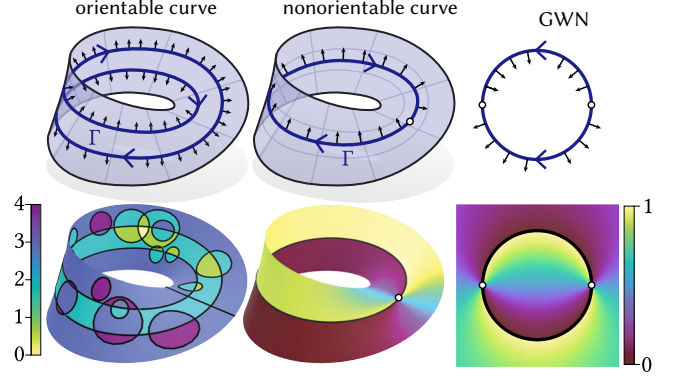 orientable curve
nonorientable curve
GWN
Γ
Γ
4
3
2
1
0
1
0